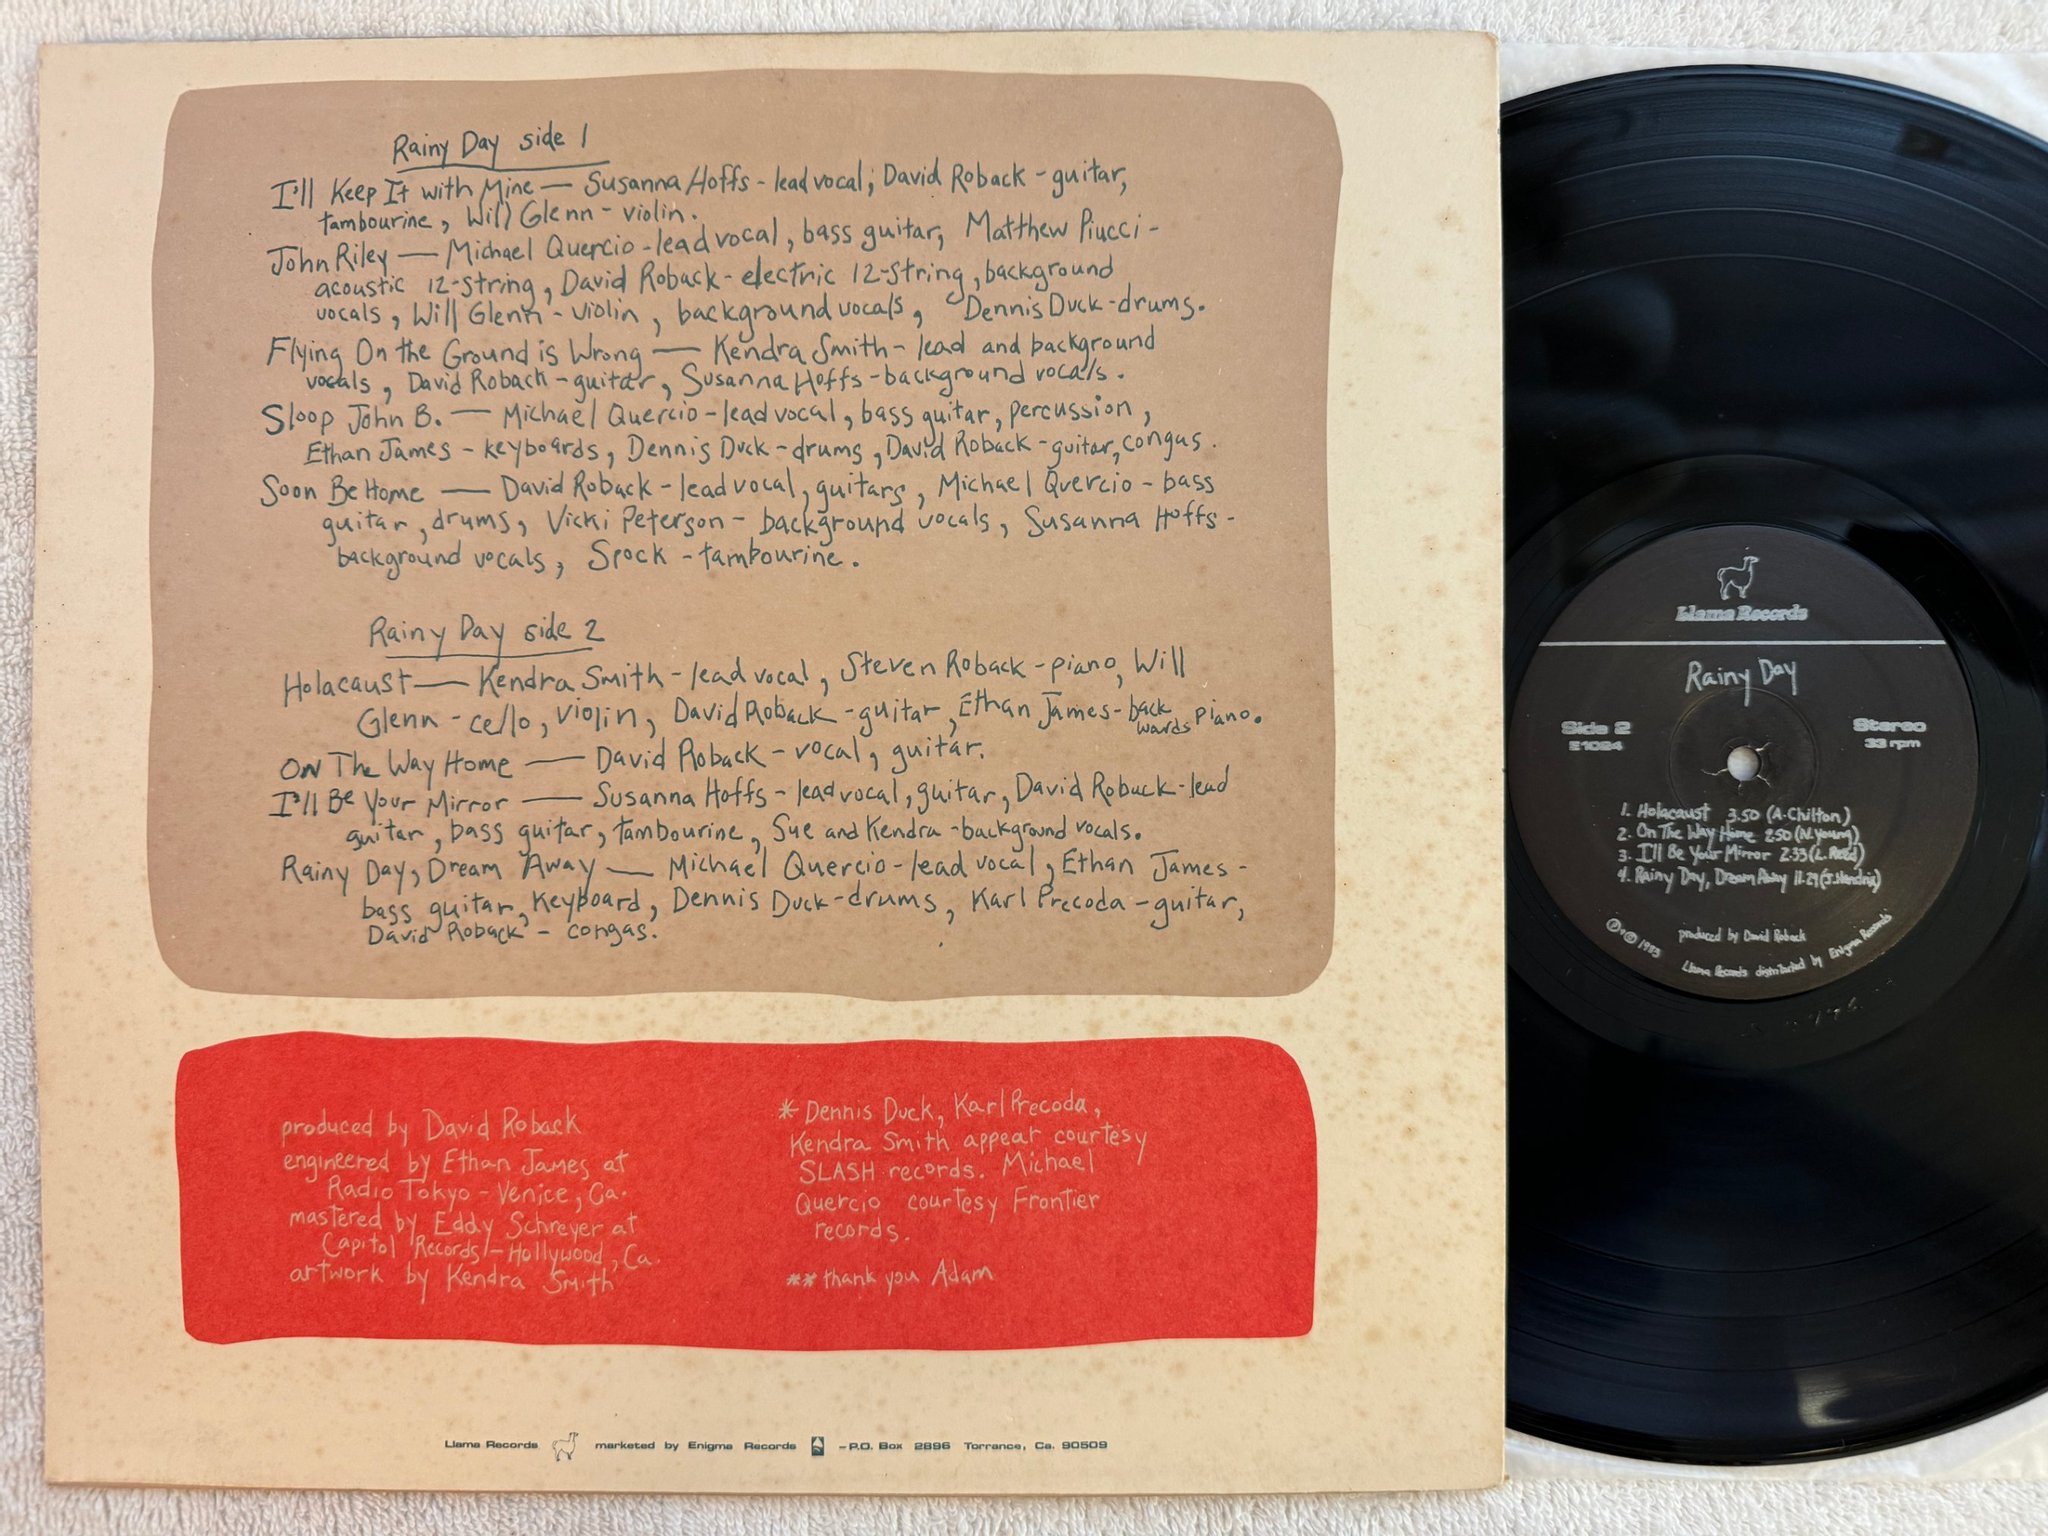 Rainy Day side 1
I'll Keep It with Mine — Susanna Hoffs - lead vocal; David Roback - guitar,
tambourine, Will Glenn - violin.
John Riley — Michael Quercio - lead vocal, bass guitar, Matthew Piucci -
acoustic 12-string, David Roback - electric 12-string, background
vocals, Will Glenn - violin, background vocals, Dennis Duck - drums.
Flying On the Ground is Wrong — Kendra Smith - lead and background
vocals, David Roback - guitar, Susanna Hoffs - background vocals.
Sloop John B. — Michael Quercio - lead vocal, bass guitar, percussion,
Ethan James - keyboards, Dennis Duck - drums, David Roback - guitar, congas.
Soon Be Home — David Roback - lead vocal, guitars, Michael Quercio - bass
guitar, drums, Vicki Peterson - background vocals, Susanna Hoffs -
background vocals, Spock - tambourine.
Rainy Day side 2
Holocaust — Kendra Smith - lead vocal, Steven Roback - piano, Will
Glenn - cello, violin, David Roback - guitar, Ethan James - backwards piano.
On The Way Home — David Roback - vocal, guitar.
I'll Be Your Mirror — Susanna Hoffs - lead vocal, guitar, David Roback - lead
guitar, bass guitar, tambourine, Sue and Kendra - background vocals.
Rainy Day, Dream Away — Michael Quercio - lead vocal, Ethan James -
bass guitar, Keyboard, Dennis Duck - drums, Karl Precoda - guitar,
David Roback - congas.
produced by David Roback
engineered by Ethan James at
Radio Tokyo - Venice, Ca.
mastered by Eddy Schreyer at
Capitol Records - Hollywood, Ca.
artwork by Kendra Smith
* Dennis Duck, Karl Precoda,
Kendra Smith appear courtesy
SLASH records. Michael
Quercio courtesy Frontier
records.
** thank you Adam
Llama Records marketed by Enigma Records – P.O. Box 2896 Torrance, Ca. 90509
Llama Records
Rainy Day
Side 2 Stereo
E1024 33 rpm
1. Holocaust 3.50 (A. Chilton)
2. On The Way Home 2.50 (N. Young)
3. I'll Be Your Mirror 2.33 (L. Reed)
4. Rainy Day, Dream Away 11.29 (J. Hendrix)
produced by David Roback
℗ + © 1983 Llama Records distributed by Enigma Records